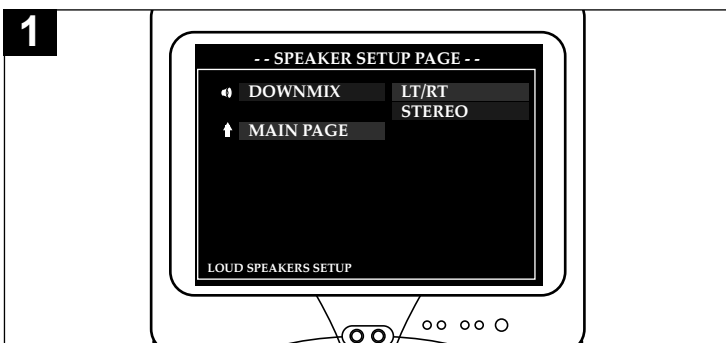 1
- - SPEAKER SETUP PAGE - -
DOWNMIX LT/RT
STEREO
MAIN PAGE
LOUD SPEAKERS SETUP